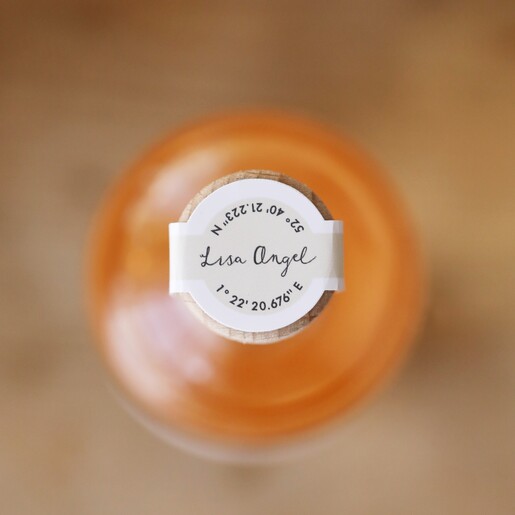 52° 40' 21.223" N
Lisa Angel
1° 22' 20.676" E